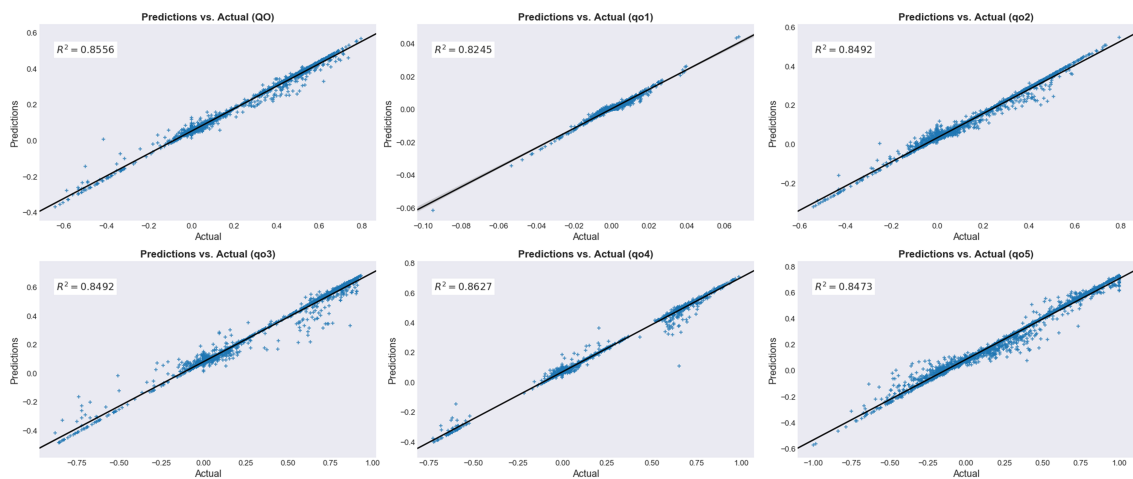 Predictions vs. Actual (QO)
R² = 0.8556
Predictions
0.6
0.4
0.2
0.0
−0.2
−0.4
−0.6 −0.4 −0.2 0.0 0.2 0.4 0.6 0.8
Actual
Predictions vs. Actual (qo1)
R² = 0.8245
Predictions
0.04
0.02
0.00
−0.02
−0.04
−0.06
−0.10 −0.08 −0.06 −0.04 −0.02 0.00 0.02 0.04 0.06
Actual
Predictions vs. Actual (qo2)
R² = 0.8492
Predictions
0.6
0.4
0.2
0.0
−0.2
−0.6 −0.4 −0.2 0.0 0.2 0.4 0.6 0.8
Actual
Predictions vs. Actual (qo3)
R² = 0.8492
Predictions
0.6
0.4
0.2
0.0
−0.2
−0.4
−0.75 −0.50 −0.25 0.00 0.25 0.50 0.75 1.00
Actual
Predictions vs. Actual (qo4)
R² = 0.8627
Predictions
0.8
0.6
0.4
0.2
0.0
−0.2
−0.4
−0.75 −0.50 −0.25 0.00 0.25 0.50 0.75 1.00
Actual
Predictions vs. Actual (qo5)
R² = 0.8473
Predictions
0.8
0.6
0.4
0.2
0.0
−0.2
−0.4
−0.6
−1.00 −0.75 −0.50 −0.25 0.00 0.25 0.50 0.75 1.00
Actual